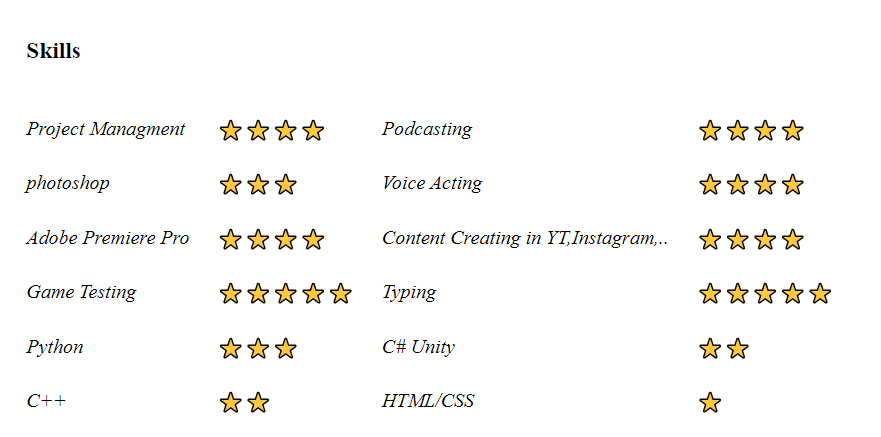 Skills
Project Managment ⭐⭐⭐⭐ Podcasting ⭐⭐⭐⭐
photoshop ⭐⭐⭐ Voice Acting ⭐⭐⭐⭐
Adobe Premiere Pro ⭐⭐⭐⭐ Content Creating in YT,Instagram,.. ⭐⭐⭐⭐
Game Testing ⭐⭐⭐⭐⭐ Typing ⭐⭐⭐⭐⭐
Python ⭐⭐⭐ C# Unity ⭐⭐
C++ ⭐⭐ HTML/CSS ⭐